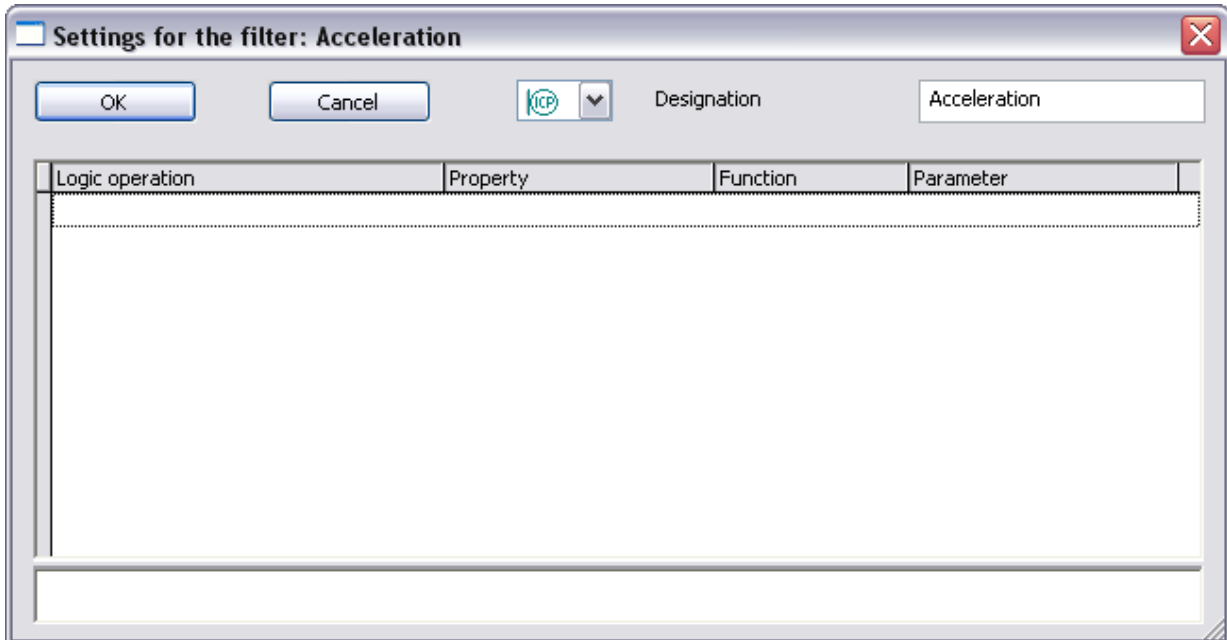 Settings for the filter: Acceleration
OK Cancel ICP Designation Acceleration
Logic operation Property Function Parameter